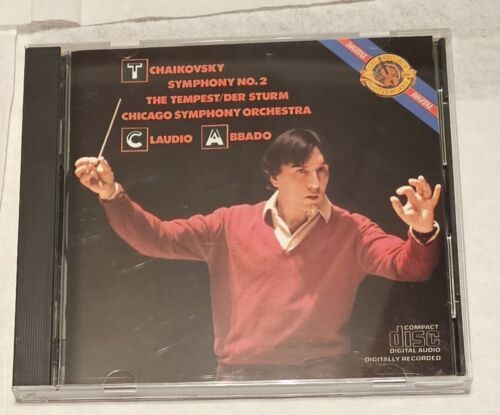 TCHAIKOVSKY
SYMPHONY NO. 2
THE TEMPEST/DER STURM
CHICAGO SYMPHONY ORCHESTRA
CLAUDIO ABBADO
DIGITAL
DIGITAL
COMPACT
disc
DIGITAL AUDIO
DIGITALLY RECORDED